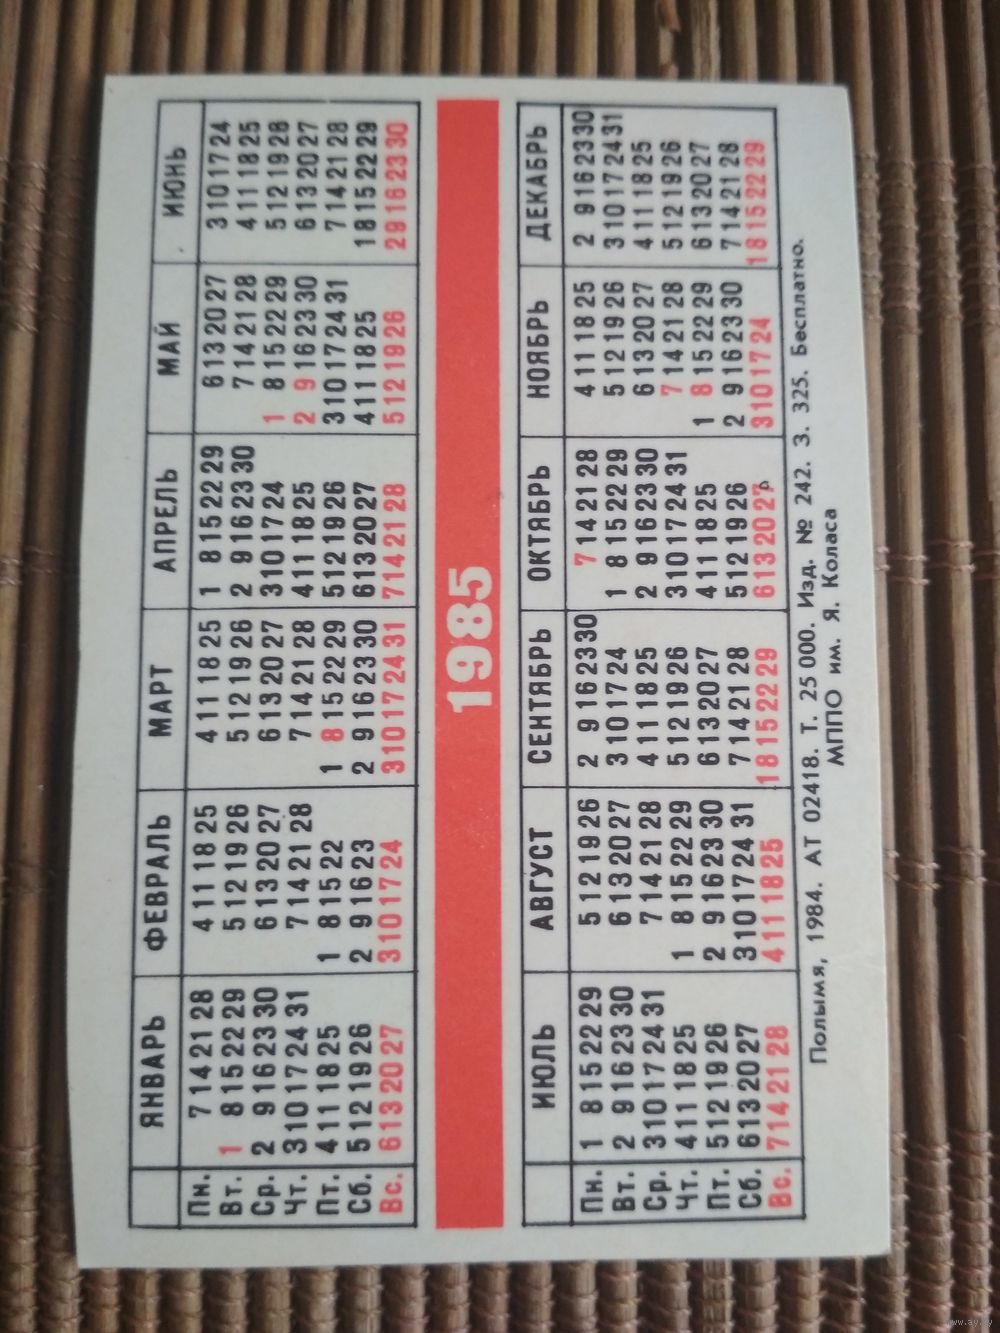 ЯНВАРЬ ФЕВРАЛЬ МАРТ АПРЕЛЬ МАЙ ИЮНЬ
Пн. 7 14 21 28 4 11 18 25 4 11 18 25 1 8 15 22 29 6 13 20 27 3 10 17 24
Вт. 1 8 15 22 29 5 12 19 26 5 12 19 26 2 9 16 23 30 7 14 21 28 4 11 18 25
Ср. 2 9 16 23 30 6 13 20 27 6 13 20 27 3 10 17 24 1 8 15 22 29 5 12 19 26
Чт. 3 10 17 24 31 7 14 21 28 7 14 21 28 4 11 18 25 2 9 16 23 30 6 13 20 27
Пт. 4 11 18 25 1 8 15 22 1 8 15 22 29 5 12 19 26 3 10 17 24 31 7 14 21 28
Сб. 5 12 19 26 2 9 16 23 2 9 16 23 30 6 13 20 27 4 11 18 25 1 8 15 22 29
Вс. 6 13 20 27 3 10 17 24 3 10 17 24 31 7 14 21 28 5 12 19 26 2 9 16 23 30
1985
ИЮЛЬ АВГУСТ СЕНТЯБРЬ ОКТЯБРЬ НОЯБРЬ ДЕКАБРЬ
Пн. 1 8 15 22 29 5 12 19 26 2 9 16 23 30 7 14 21 28 4 11 18 25 2 9 16 23 30
Вт. 2 9 16 23 30 6 13 20 27 3 10 17 24 1 8 15 22 29 5 12 19 26 3 10 17 24 31
Ср. 3 10 17 24 31 7 14 21 28 4 11 18 25 2 9 16 23 30 6 13 20 27 4 11 18 25
Чт. 4 11 18 25 1 8 15 22 29 5 12 19 26 3 10 17 24 31 7 14 21 28 5 12 19 26
Пт. 5 12 19 26 2 9 16 23 30 6 13 20 27 4 11 18 25 1 8 15 22 29 6 13 20 27
Сб. 6 13 20 27 3 10 17 24 31 7 14 21 28 5 12 19 26 2 9 16 23 30 7 14 21 28
Вс. 7 14 21 28 4 11 18 25 1 8 15 22 29 6 13 20 27 3 10 17 24 1 8 15 22 29
Полымя, 1984. АТ 02418. Т. 25 000. Изд. № 242. З. 325. Бесплатно.
МППО им. Я. Коласа